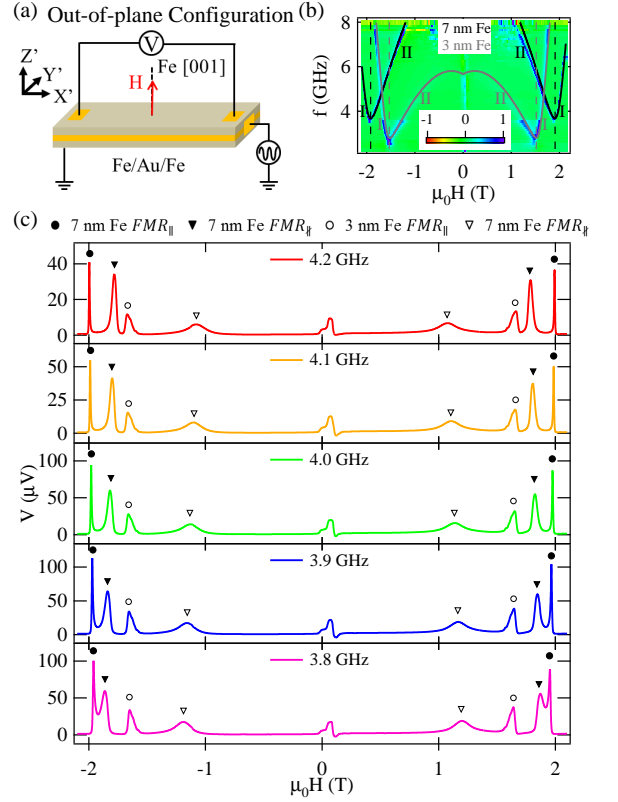 (a) Out-of-plane Configuration
V
Z'
Y'
X'
H
Fe [001]
Fe/Au/Fe
(b)
f (GHz)
8
6
4
7 nm Fe
3 nm Fe
II
II
II
II
I
I
I
I
-1 0 1
-2 -1 0 1 2
μ₀H (T)
(c)
● 7 nm Fe FMR∥ ▼ 7 nm Fe FMR∦ ○ 3 nm Fe FMR∥ ▽ 7 nm Fe FMR∦
40
20
0
4.2 GHz
50
25
0
4.1 GHz
100
50
0
4.0 GHz
100
50
0
3.9 GHz
100
50
0
3.8 GHz
V (μV)
-2 -1 0 1 2
μ₀H (T)